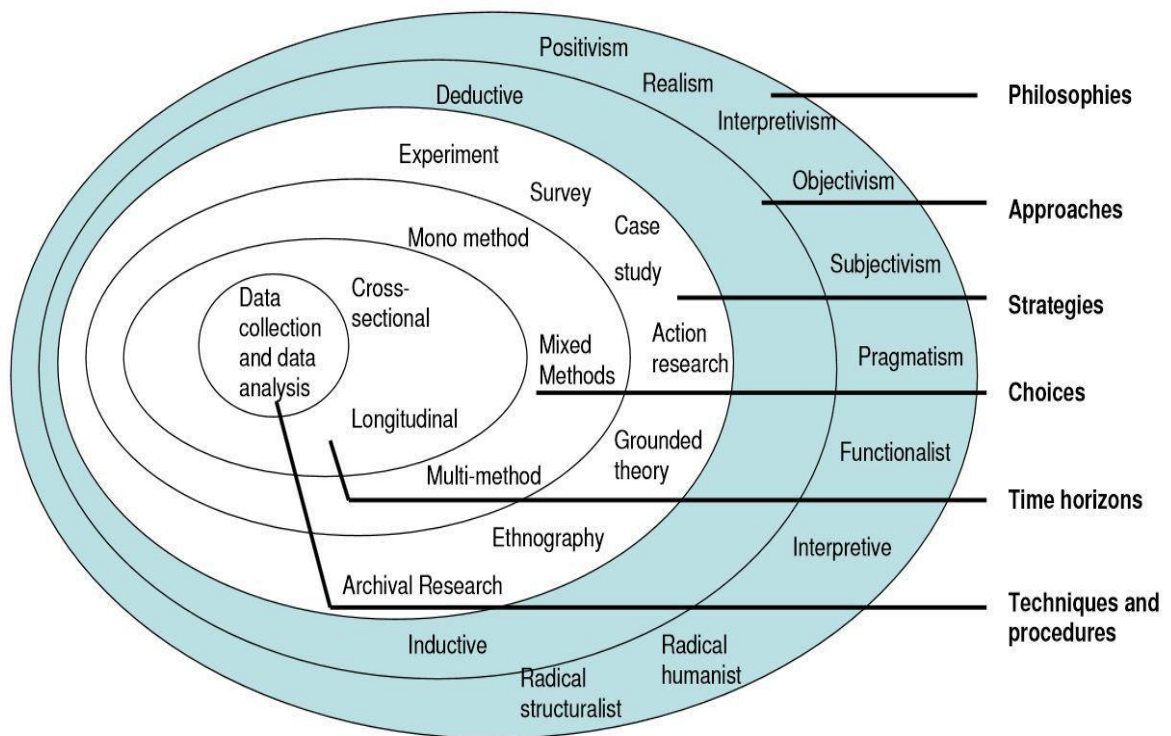 Positivism
Realism
Interpretivism
Objectivism
Subjectivism
Pragmatism
Functionalist
Interpretive
Radical
humanist
Radical
structuralist
Deductive
Inductive
Experiment
Survey
Case
study
Action
research
Grounded
theory
Ethnography
Archival Research
Mono method
Mixed
Methods
Multi-method
Cross-
sectional
Longitudinal
Data
collection
and data
analysis
Philosophies
Approaches
Strategies
Choices
Time horizons
Techniques and
procedures